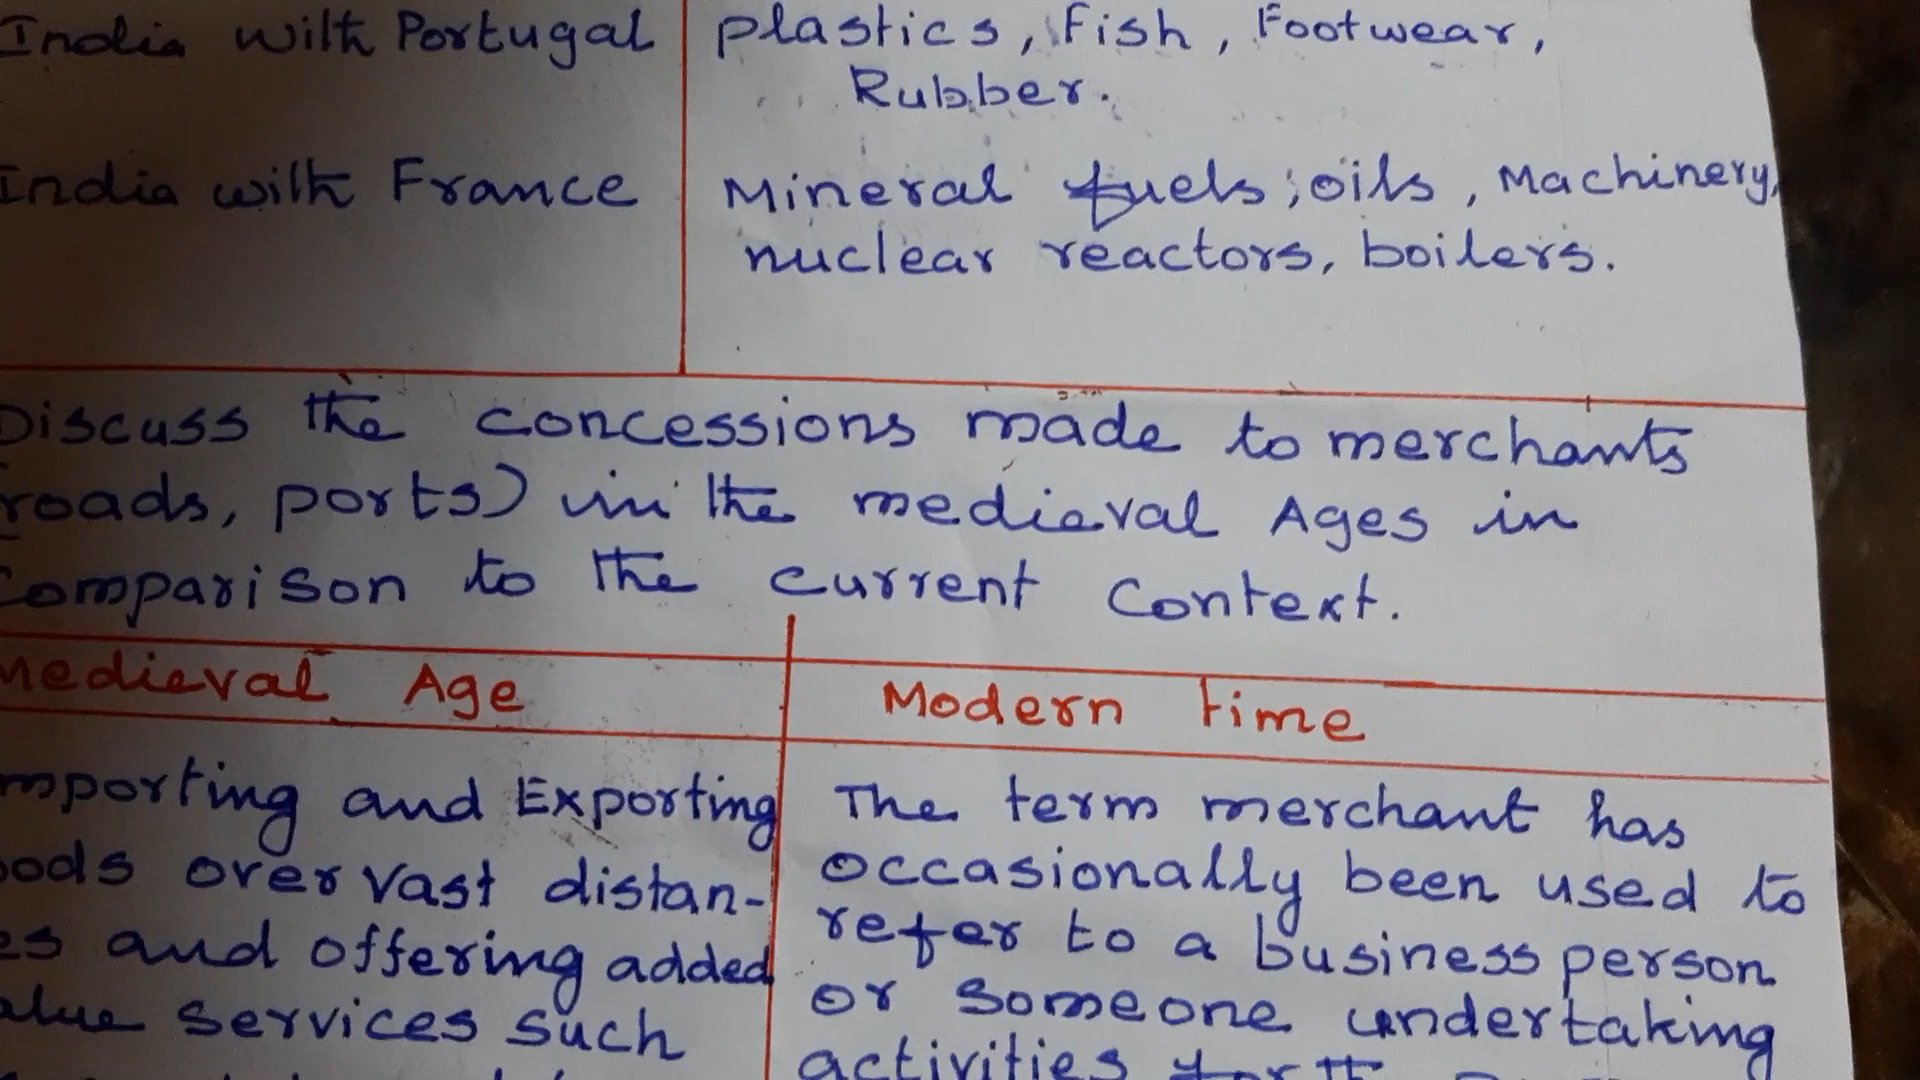 India with Portugal
plastics, Fish, Footwear,
Rubber.
India with France
Mineral fuels; oils, Machinery,
nuclear reactors, boilers.
Discuss the concessions made to merchants
roads, ports) in the medieval Ages in
Comparison to the current Context.
Medieval Age
Modern time
mporting and Exporting
oods over vast distan-
es and offering added
alue services such
The term merchant has
occasionally been used to
refer to a business person
or someone undertaking
activities